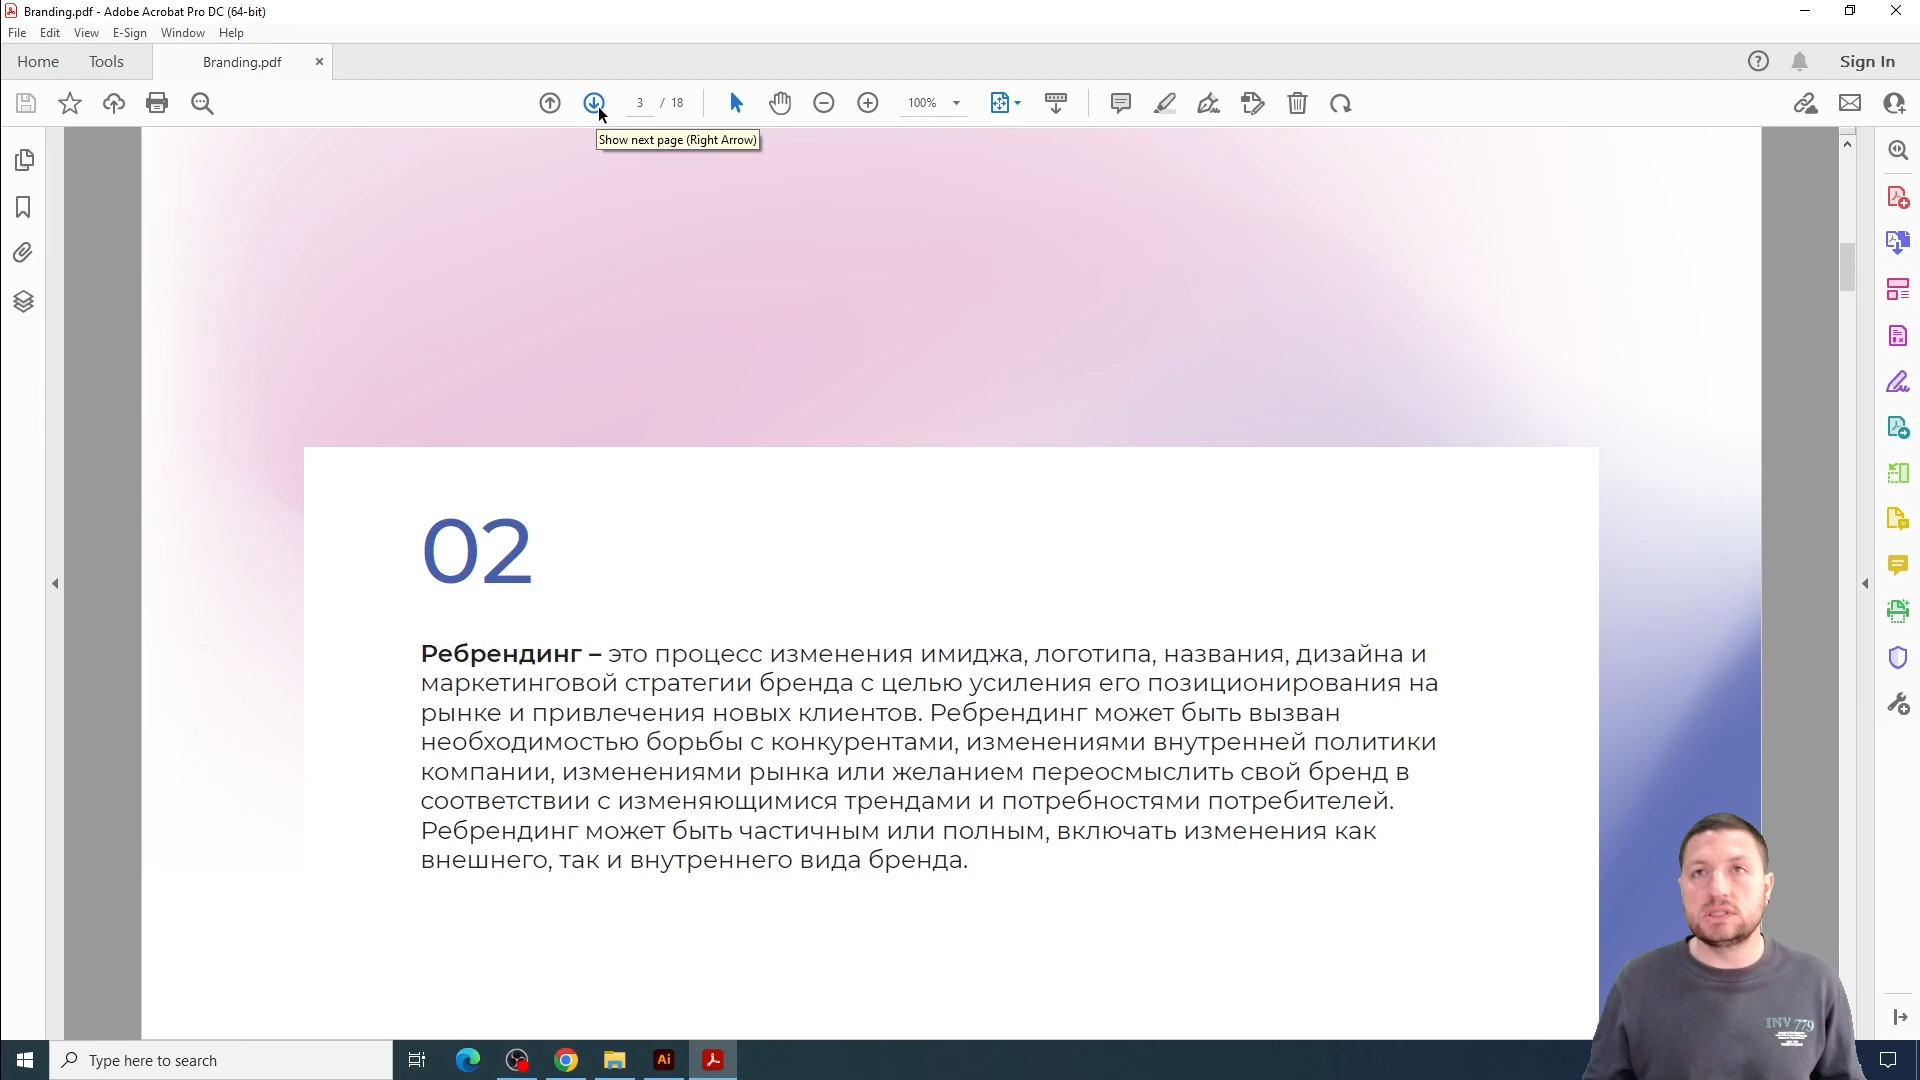 Branding.pdf - Adobe Acrobat Pro DC (64-bit)
File Edit View E-Sign Window Help
Home Tools Branding.pdf Sign In
3 / 18 100%
Show next page (Right Arrow)
02
Ребрендинг – это процесс изменения имиджа, логотипа, названия, дизайна и
маркетинговой стратегии бренда с целью усиления его позиционирования на
рынке и привлечения новых клиентов. Ребрендинг может быть вызван
необходимостью борьбы с конкурентами, изменениями внутренней политики
компании, изменениями рынка или желанием переосмыслить свой бренд в
соответствии с изменяющимися трендами и потребностями потребителей.
Ребрендинг может быть частичным или полным, включать изменения как
внешнего, так и внутреннего вида бренда.
INV 779
Type here to search
Ai